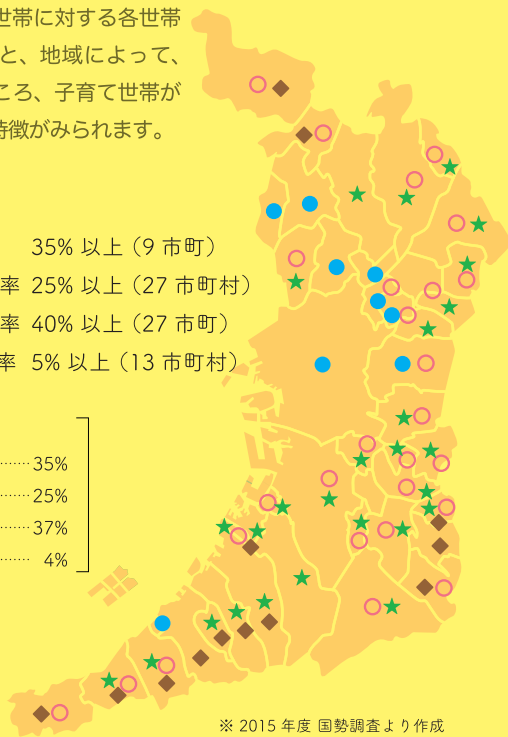 世帯に対する各世帯
と、地域によって、
ころ、子育て世帯が
特徴がみられます。
35% 以上（9 市町）
率 25% 以上（27 市町村）
率 40% 以上（27 市町）
率 5% 以上（13 市町村）
……35%
……25%
……37%
…… 4%
※ 2015 年度 国勢調査より作成